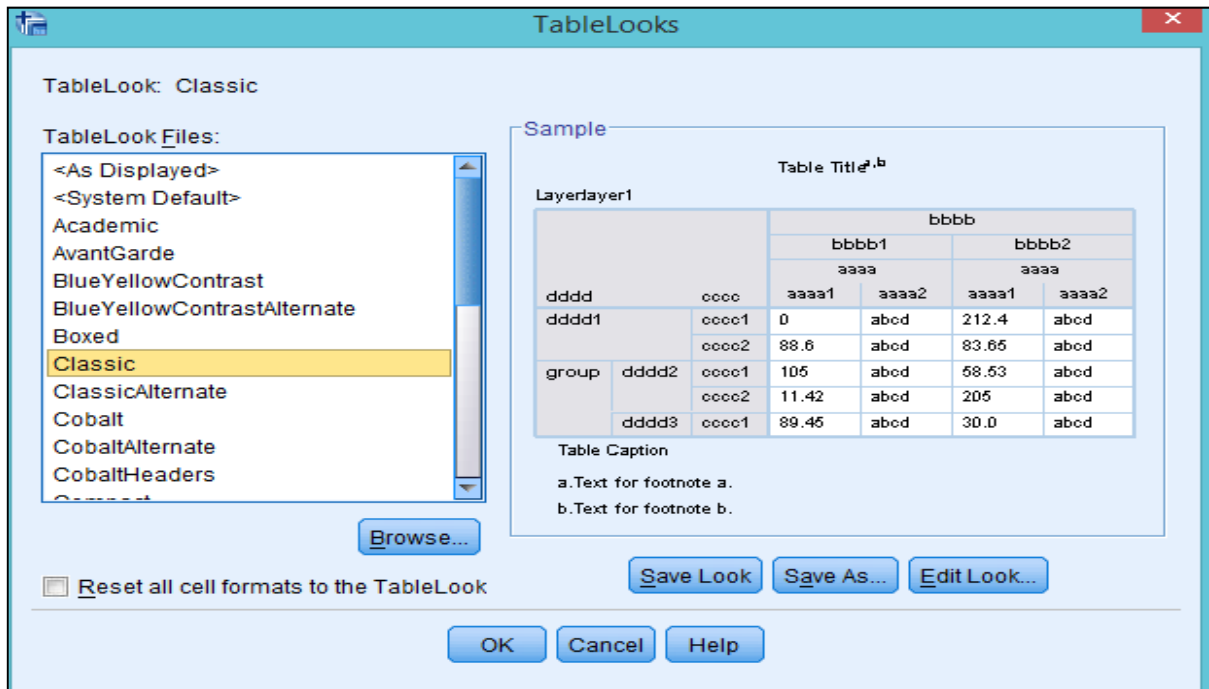 TableLooks
TableLook: Classic
TableLook Files:
<As Displayed>
<System Default>
Academic
AvantGarde
BlueYellowContrast
BlueYellowContrastAlternate
Boxed
Classic
ClassicAlternate
Cobalt
CobaltAlternate
CobaltHeaders
Browse...
Reset all cell formats to the TableLook
Sample
Table Title a,b
Layerlayer1
bbbb
bbbb1 bbbb2
aaaa aaaa
dddd cccc aaaa1 aaaa2 aaaa1 aaaa2
dddd1 cccc1 0 abcd 212.4 abcd
cccc2 88.6 abcd 83.65 abcd
group dddd2 cccc1 105 abcd 58.53 abcd
cccc2 11.42 abcd 205 abcd
dddd3 cccc1 89.45 abcd 30.0 abcd
Table Caption
a.Text for footnote a.
b.Text for footnote b.
Save Look Save As... Edit Look...
OK Cancel Help